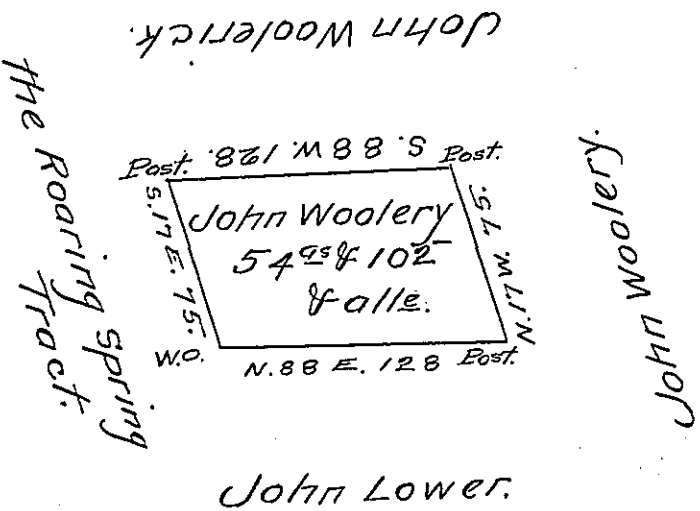 John Woolerick.
the Roaring Spring
Tract.
Post. S. 88 W. 128. Post.
S. 17 E. 75.
John Woolery
54 as & 102
& alle.
N. 17 W. 75.
John Woolery.
W.O. N. 88 E. 128 Post.
John Lower.